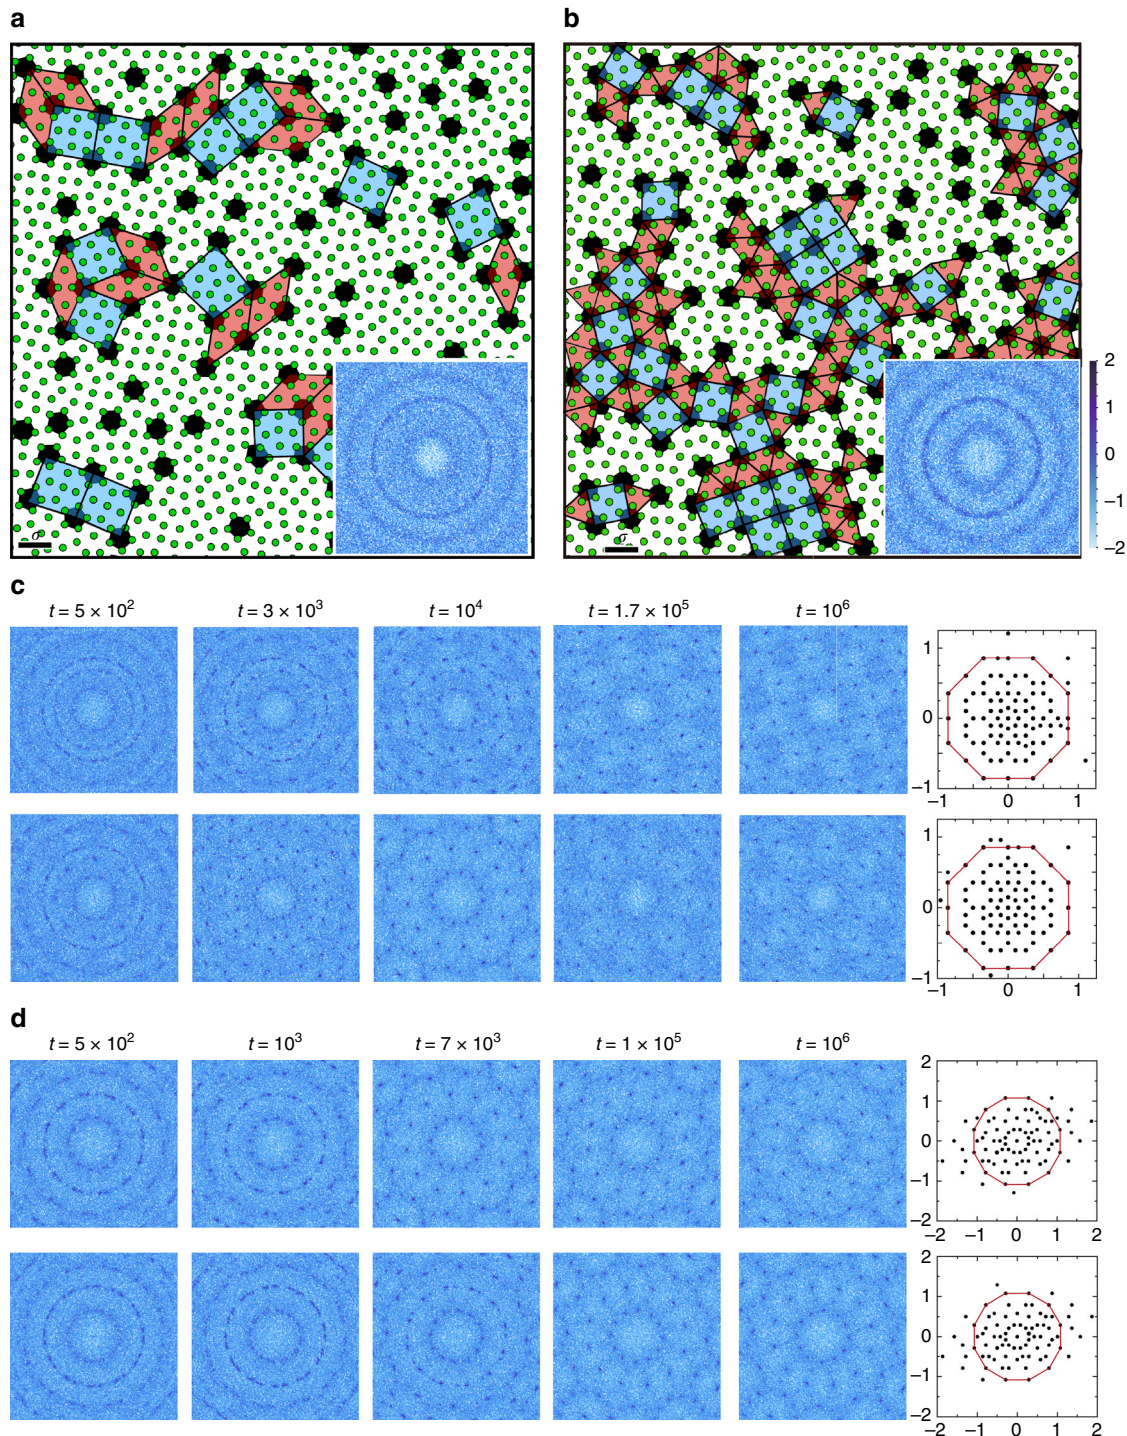 a
b
σ
σ
2
1
0
−1
−2
c
t = 5 × 10²
t = 3 × 10³
t = 10⁴
t = 1.7 × 10⁵
t = 10⁶
1
0
−1
−1 0 1
1
0
−1
−1 0 1
d
t = 5 × 10²
t = 10³
t = 7 × 10³
t = 1 × 10⁵
t = 10⁶
2
1
0
−1
−2
−2 −1 0 1 2
2
1
0
−1
−2
−2 −1 0 1 2